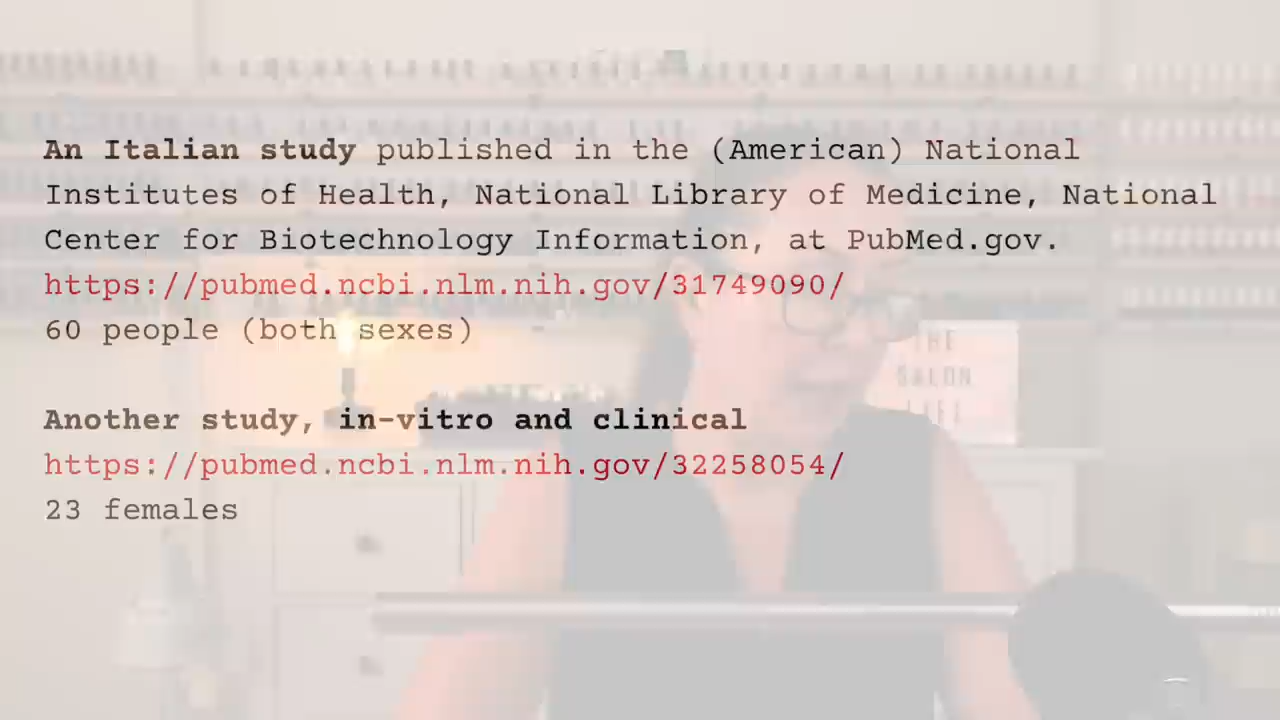 An Italian study published in the (American) National
Institutes of Health, National Library of Medicine, National
Center for Biotechnology Information, at PubMed.gov.
https://pubmed.ncbi.nlm.nih.gov/31749090/
60 people (both sexes)
Another study, in-vitro and clinical
https://pubmed.ncbi.nlm.nih.gov/32258054/
23 females
THE
SALON